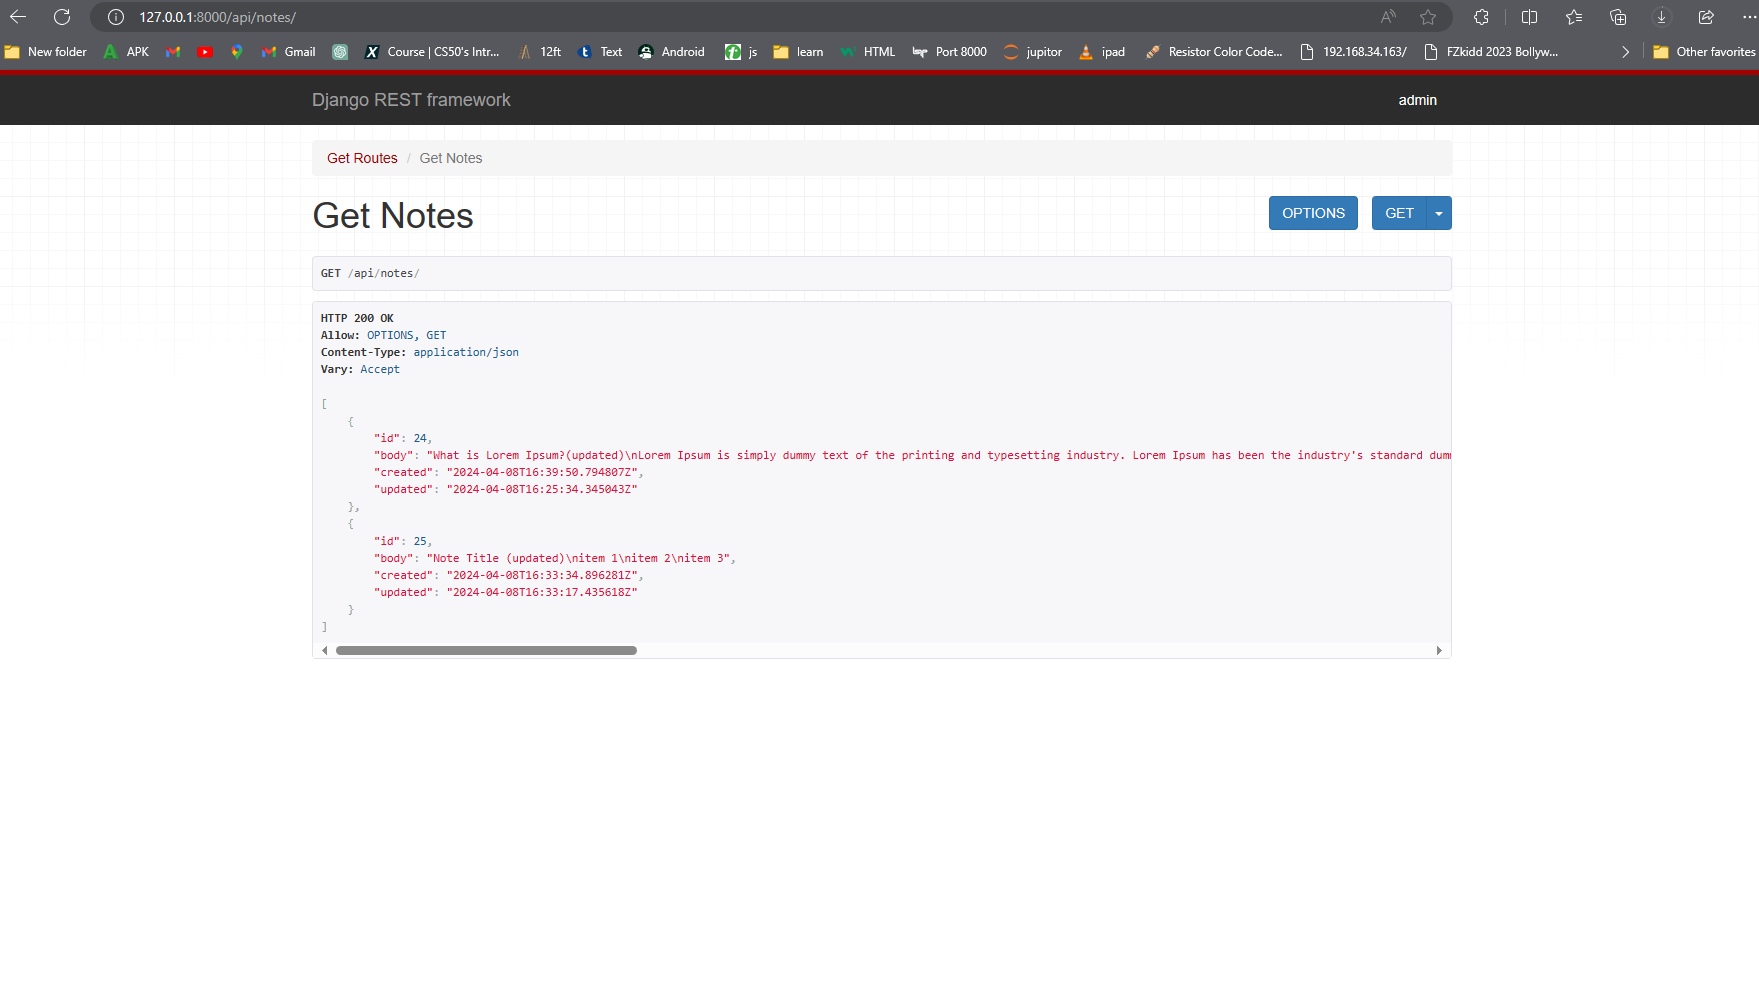 127.0.0.1:8000/api/notes/
New folder APK Gmail Course | CS50's Intr... 12ft Text Android js learn HTML Port 8000 jupitor ipad Resistor Color Code... 192.168.34.163/ FZkidd 2023 Bollyw... Other favorites
Django REST framework admin
Get Routes / Get Notes
Get Notes OPTIONS GET
GET /api/notes/
HTTP 200 OK
Allow: OPTIONS, GET
Content-Type: application/json
Vary: Accept
[
{
"id": 24,
"body": "What is Lorem Ipsum?(updated)\nLorem Ipsum is simply dummy text of the printing and typesetting industry. Lorem Ipsum has been the industry's standard dum
"created": "2024-04-08T16:39:50.794807Z",
"updated": "2024-04-08T16:25:34.345043Z"
},
{
"id": 25,
"body": "Note Title (updated)\nitem 1\nitem 2\nitem 3",
"created": "2024-04-08T16:33:34.896281Z",
"updated": "2024-04-08T16:33:17.435618Z"
}
]